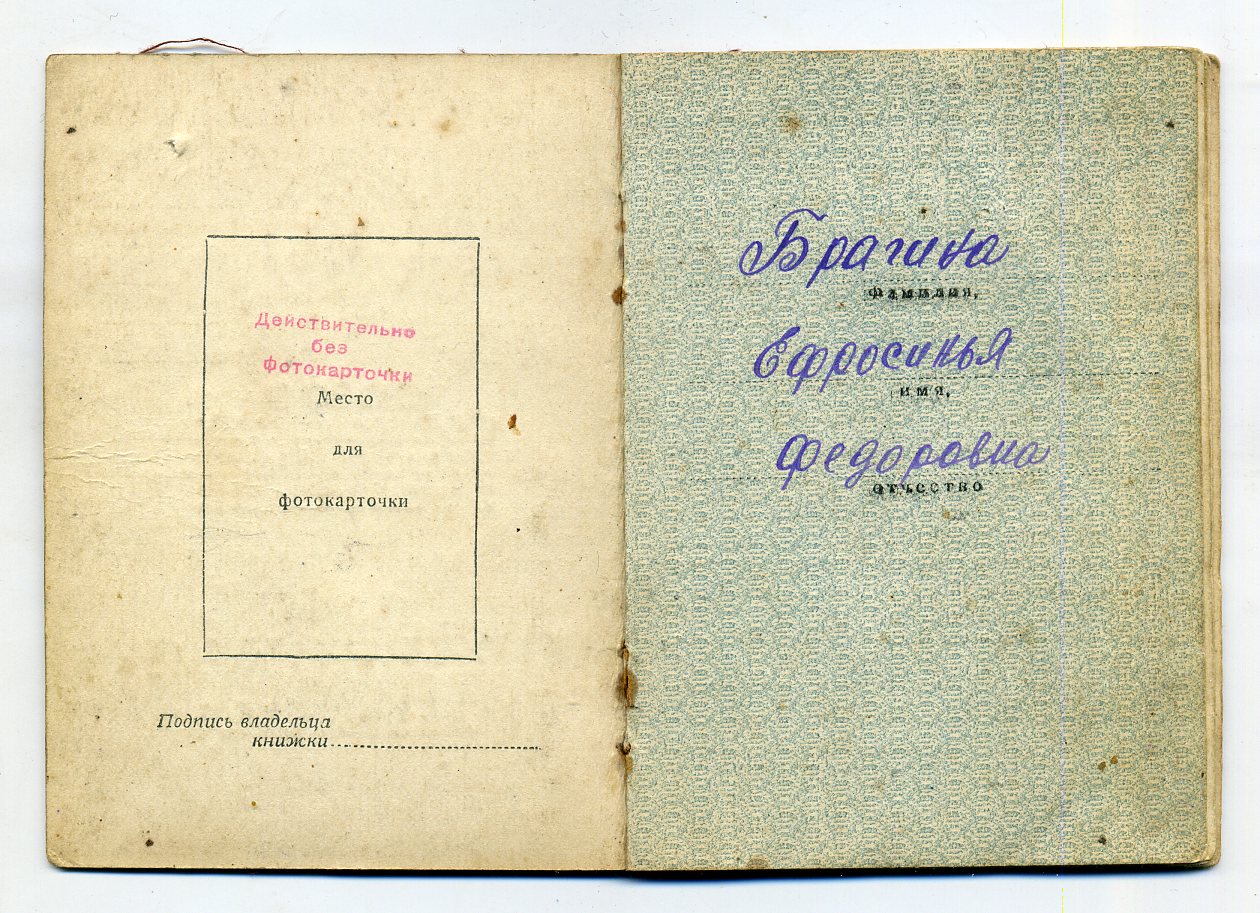 Действительно
без
фотокарточки
Место
для
фотокарточки
Подпись владельца
книжки
Брагина
фамилия,
Ефросинья
имя,
Федоровна
отчество